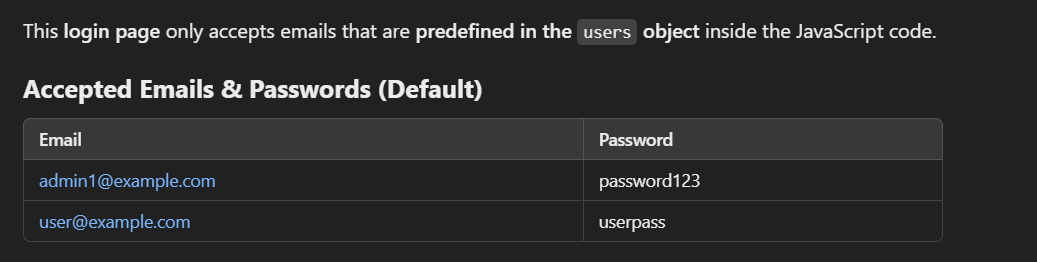 This login page only accepts emails that are predefined in the users object inside the JavaScript code.
Accepted Emails & Passwords (Default)
Email Password
admin1@example.com password123
user@example.com userpass